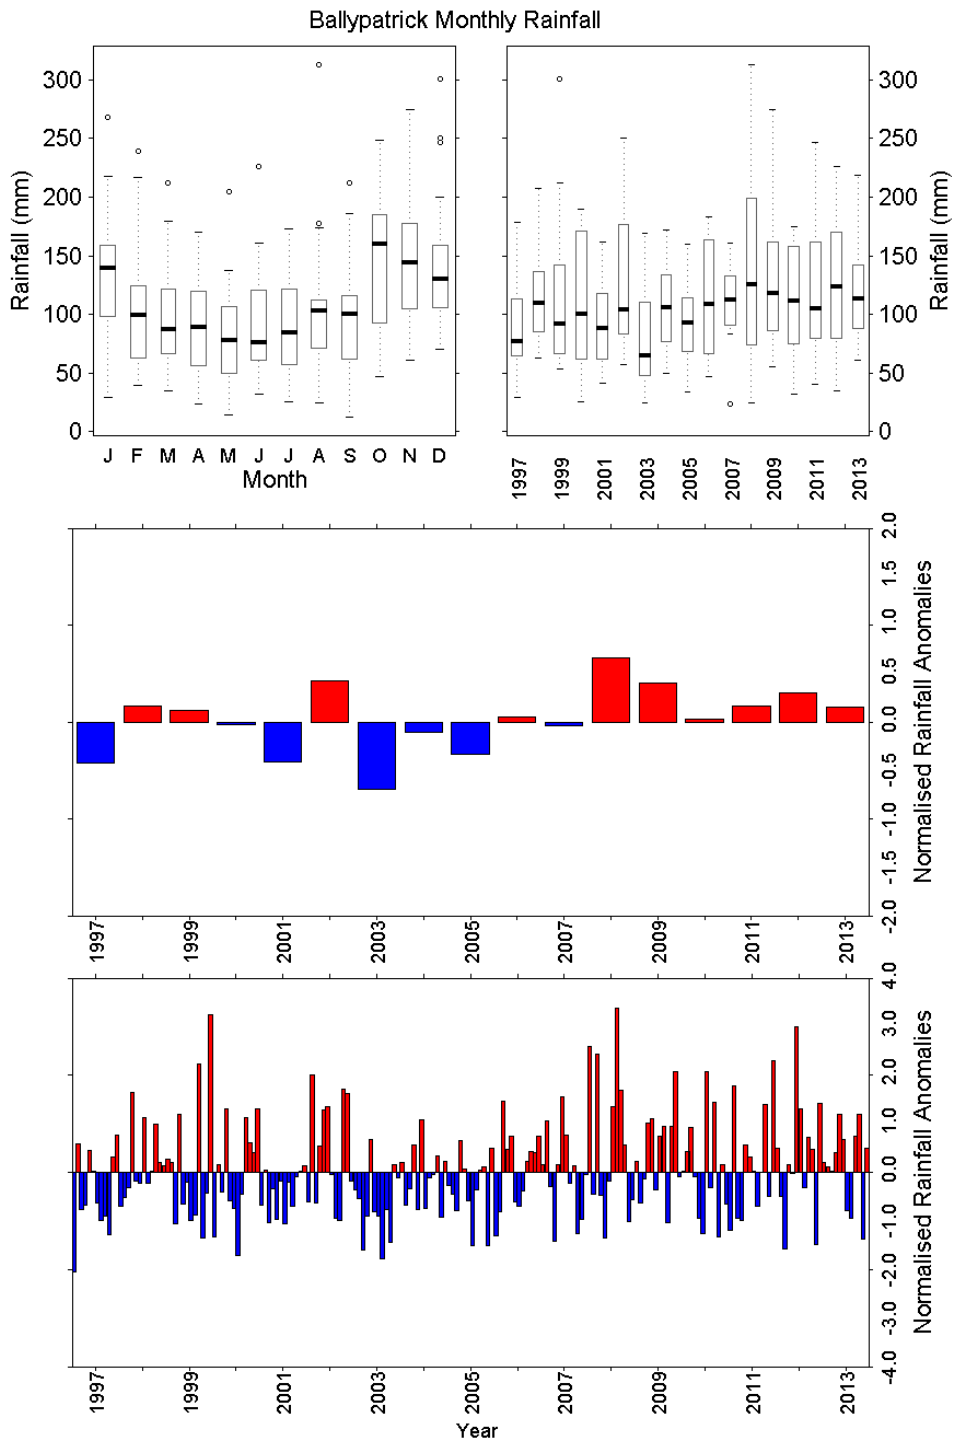 Ballypatrick Monthly Rainfall
300
250
200
150
100
50
0
Rainfall (mm)
J F M A M J J A S O N D
Month
300
250
200
150
100
50
0
Rainfall (mm)
1997 1999 2001 2003 2005 2007 2009 2011 2013
2.0
1.5
1.0
0.5
0.0
-0.5
-1.0
-1.5
-2.0
Normalised Rainfall Anomalies
1997 1999 2001 2003 2005 2007 2009 2011 2013
4.0
3.0
2.0
1.0
0.0
-1.0
-2.0
-3.0
-4.0
Normalised Rainfall Anomalies
1997 1999 2001 2003 2005 2007 2009 2011 2013
Year